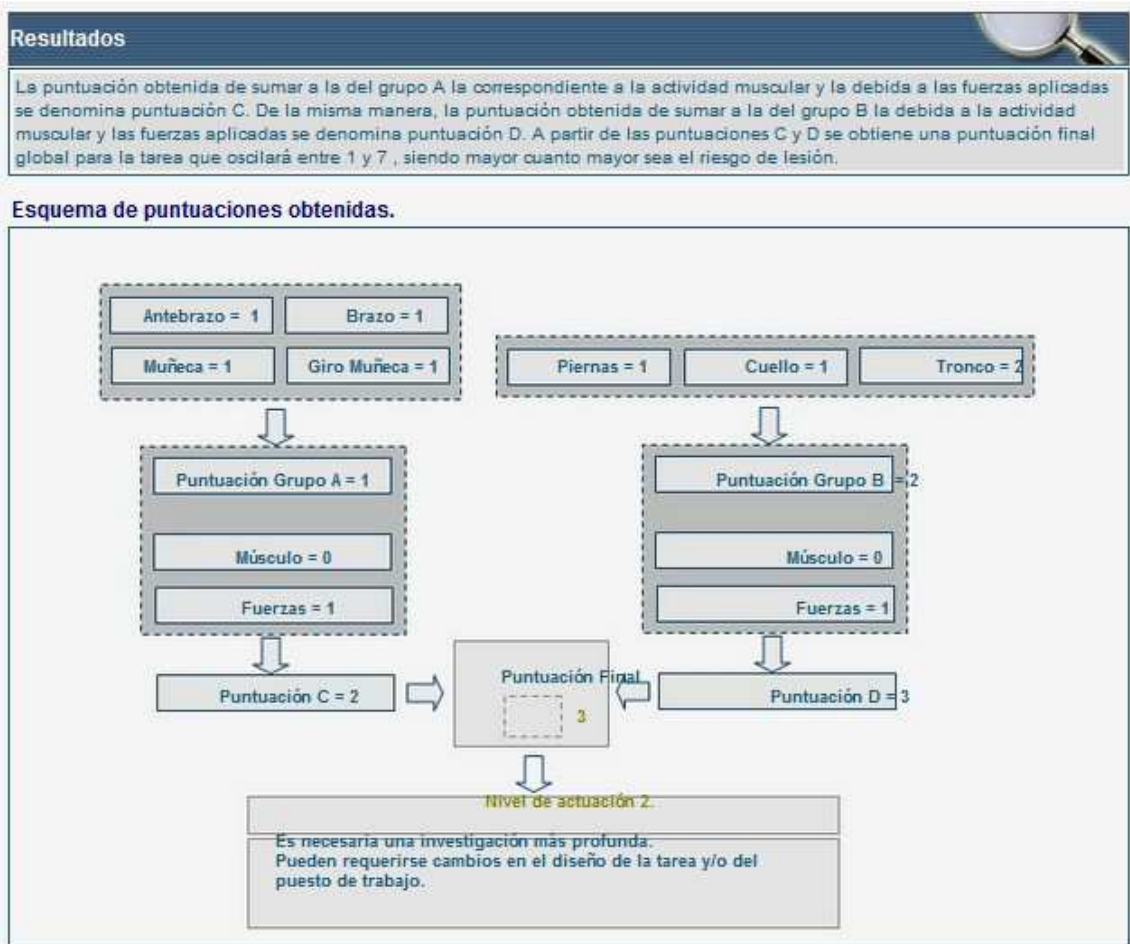 Resultados
La puntuación obtenida de sumar a la del grupo A la correspondiente a la actividad muscular y la debida a las fuerzas aplicadas
se denomina puntuación C. De la misma manera, la puntuación obtenida de sumar a la del grupo B la debida a la actividad
muscular y las fuerzas aplicadas se denomina puntuación D. A partir de las puntuaciones C y D se obtiene una puntuación final
global para la tarea que oscilará entre 1 y 7 , siendo mayor cuanto mayor sea el riesgo de lesión.
Esquema de puntuaciones obtenidas.
Antebrazo = 1
Brazo = 1
Muñeca = 1
Giro Muñeca = 1
Piernas = 1
Cuello = 1
Tronco = 2
Puntuación Grupo A = 1
Músculo = 0
Fuerzas = 1
Puntuación Grupo B = 2
Músculo = 0
Fuerzas = 1
Puntuación C = 2
Puntuación Final
3
Puntuación D = 3
Nivel de actuación 2.
Es necesaria una investigación más profunda.
Pueden requerirse cambios en el diseño de la tarea y/o del
puesto de trabajo.